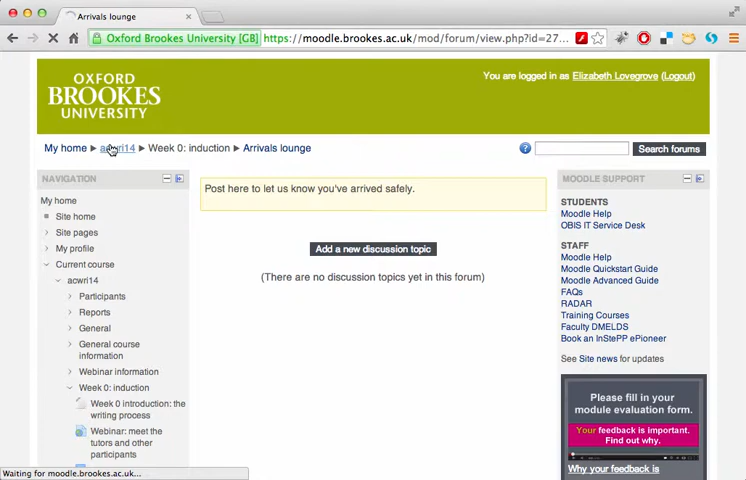 Arrivals lounge
Oxford Brookes University [GB] https://moodle.brookes.ac.uk/mod/forum/view.php?id=27...
OXFORD
BROOKES
UNIVERSITY
You are logged in as Elizabeth Lovegrove (Logout)
My home ▶ acwri14 ▶ Week 0: induction ▶ Arrivals lounge
Search forums
NAVIGATION
My home
Site home
Site pages
My profile
Current course
acwri14
Participants
Reports
General
General course
information
Webinar information
Week 0: induction
Week 0 introduction: the
writing process
Webinar: meet the
tutors and other
participants
Post here to let us know you've arrived safely.
Add a new discussion topic
(There are no discussion topics yet in this forum)
MOODLE SUPPORT
STUDENTS
Moodle Help
OBIS IT Service Desk
STAFF
Moodle Help
Moodle Quickstart Guide
Moodle Advanced Guide
FAQs
RADAR
Training Courses
Faculty DMELDS
Book an InStePP ePioneer
See Site news for updates
Please fill in your
module evaluation form.
Your feedback is important.
Find out why.
Why your feedback is
Waiting for moodle.brookes.ac.uk...